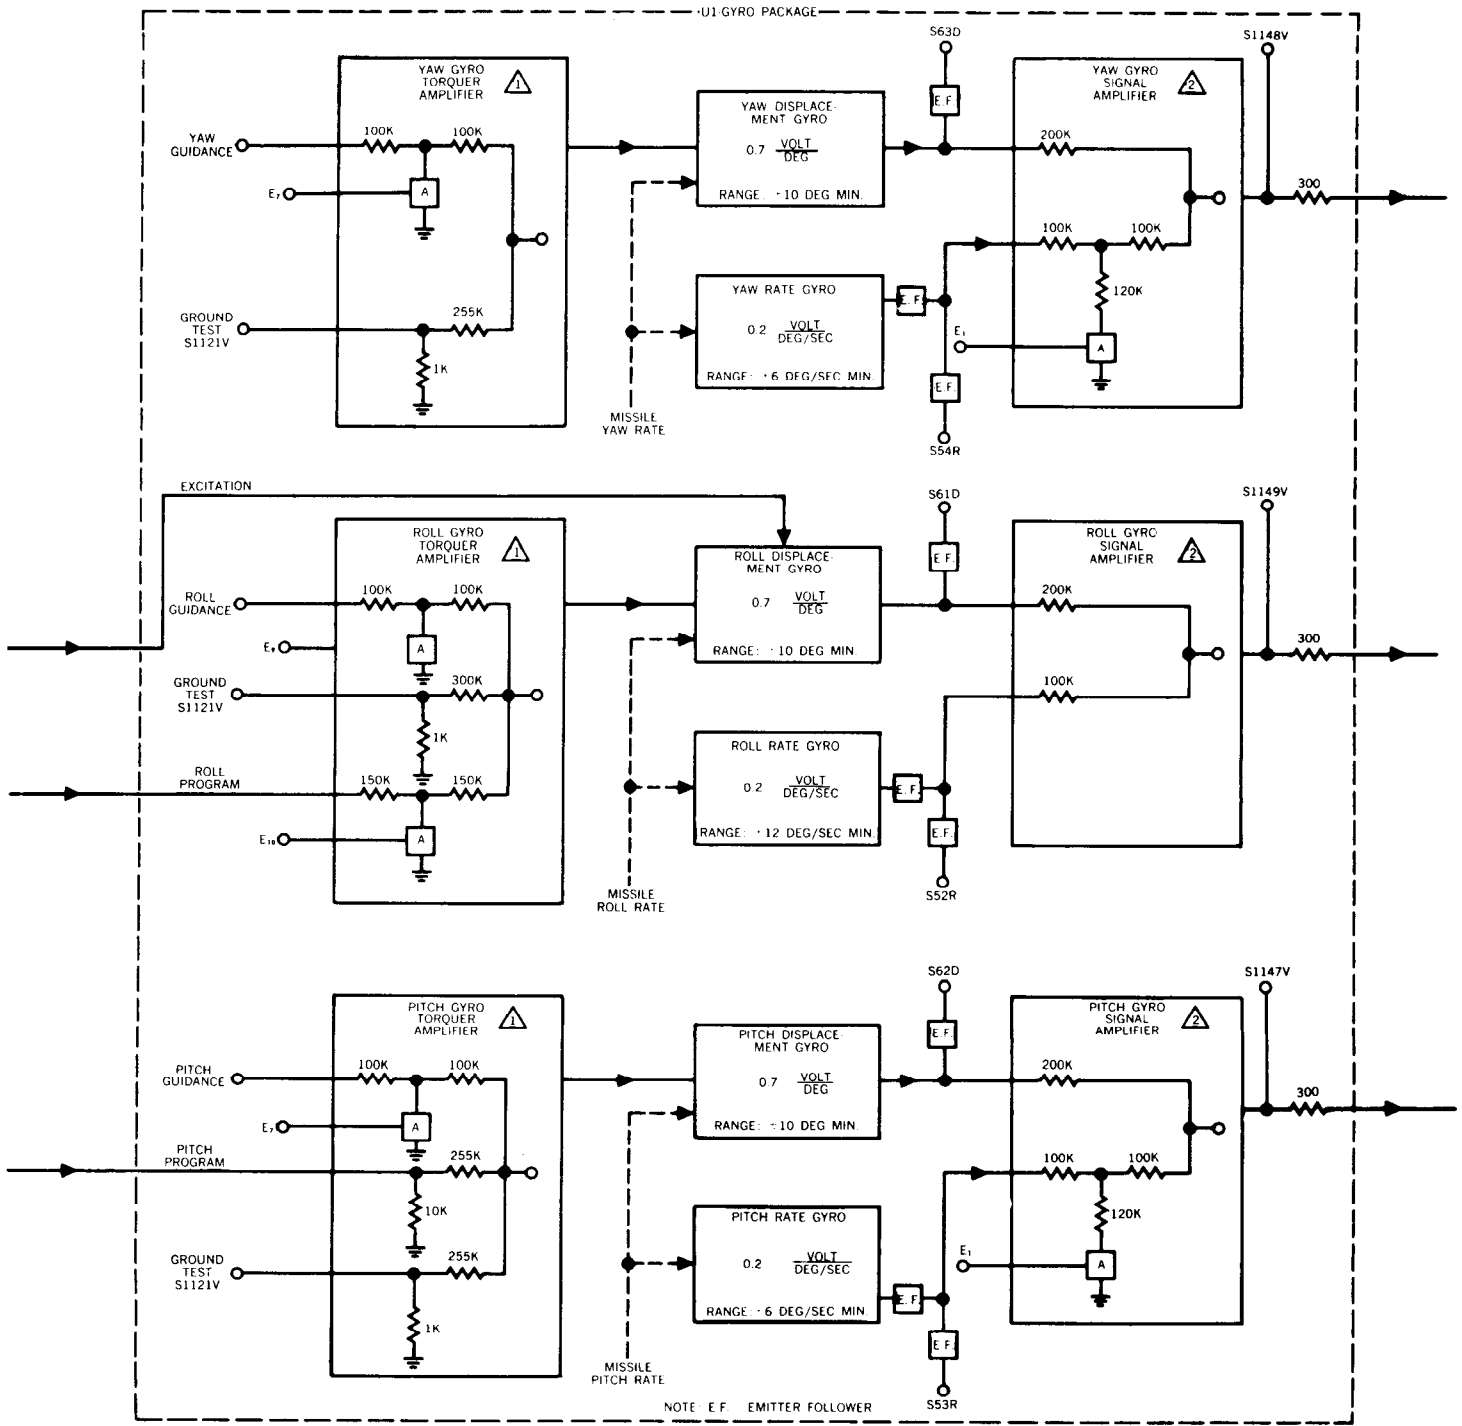 U1 GYRO PACKAGE
S63D
S1148V
YAW GYRO
TORQUER
AMPLIFIER
1
YAW
GUIDANCE
100K
100K
E7
A
GROUND
TEST
S1121V
255K
1K
YAW DISPLACE-
MENT GYRO
0.7 VOLT
DEG
RANGE: 10 DEG MIN.
E.F.
YAW GYRO
SIGNAL
AMPLIFIER
2
200K
300
100K
100K
120K
E1
A
YAW RATE GYRO
0.2 VOLT
DEG/SEC
RANGE: 6 DEG/SEC MIN.
E.F.
E.F.
S54R
MISSILE
YAW RATE
EXCITATION
S61D
S1149V
ROLL GYRO
TORQUER
AMPLIFIER
1
ROLL
GUIDANCE
100K
100K
E9
A
GROUND
TEST
S1121V
300K
1K
ROLL
PROGRAM
150K
150K
E10
A
ROLL DISPLACE-
MENT GYRO
0.7 VOLT
DEG
RANGE: 10 DEG MIN.
E.F.
ROLL GYRO
SIGNAL
AMPLIFIER
2
200K
300
100K
ROLL RATE GYRO
0.2 VOLT
DEG/SEC
RANGE: 12 DEG/SEC MIN.
E.F.
E.F.
S52R
MISSILE
ROLL RATE
S62D
S1147V
PITCH GYRO
TORQUER
AMPLIFIER
1
PITCH
GUIDANCE
100K
100K
E7
A
PITCH
PROGRAM
255K
10K
GROUND
TEST
S1121V
255K
1K
PITCH DISPLACE-
MENT GYRO
0.7 VOLT
DEG
RANGE: 10 DEG MIN.
E.F.
PITCH GYRO
SIGNAL
AMPLIFIER
2
200K
300
100K
100K
120K
E1
A
PITCH RATE GYRO
0.2 VOLT
DEG/SEC
RANGE: 6 DEG/SEC MIN.
E.F.
E.F.
S53R
MISSILE
PITCH RATE
NOTE: E.F. EMITTER FOLLOWER